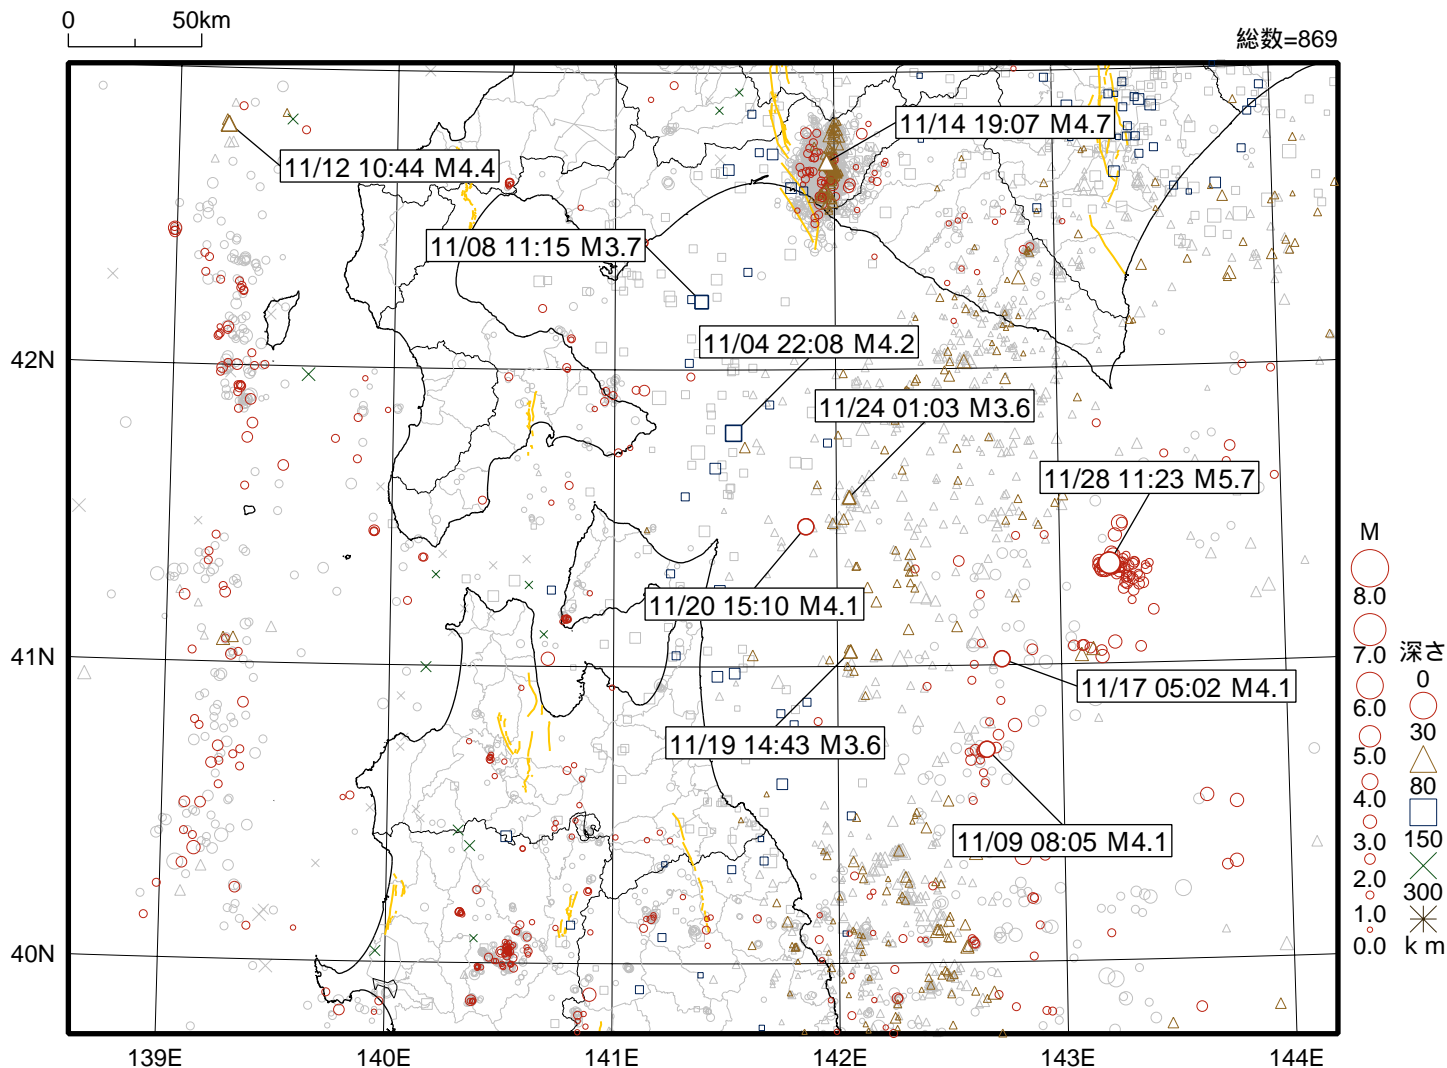 0 50km
総数=869
11/14 19:07 M4.7
11/12 10:44 M4.4
11/08 11:15 M3.7
11/04 22:08 M4.2
42N
11/24 01:03 M3.6
11/28 11:23 M5.7
M
8.0
11/20 15:10 M4.1
41N
7.0 深さ
0
11/17 05:02 M4.1
6.0
30
11/19 14:43 M3.6
5.0
80
4.0
11/09 08:05 M4.1
3.0 150
2.0
300
1.0
0.0 km
40N
139E 140E 141E 142E 143E 144E